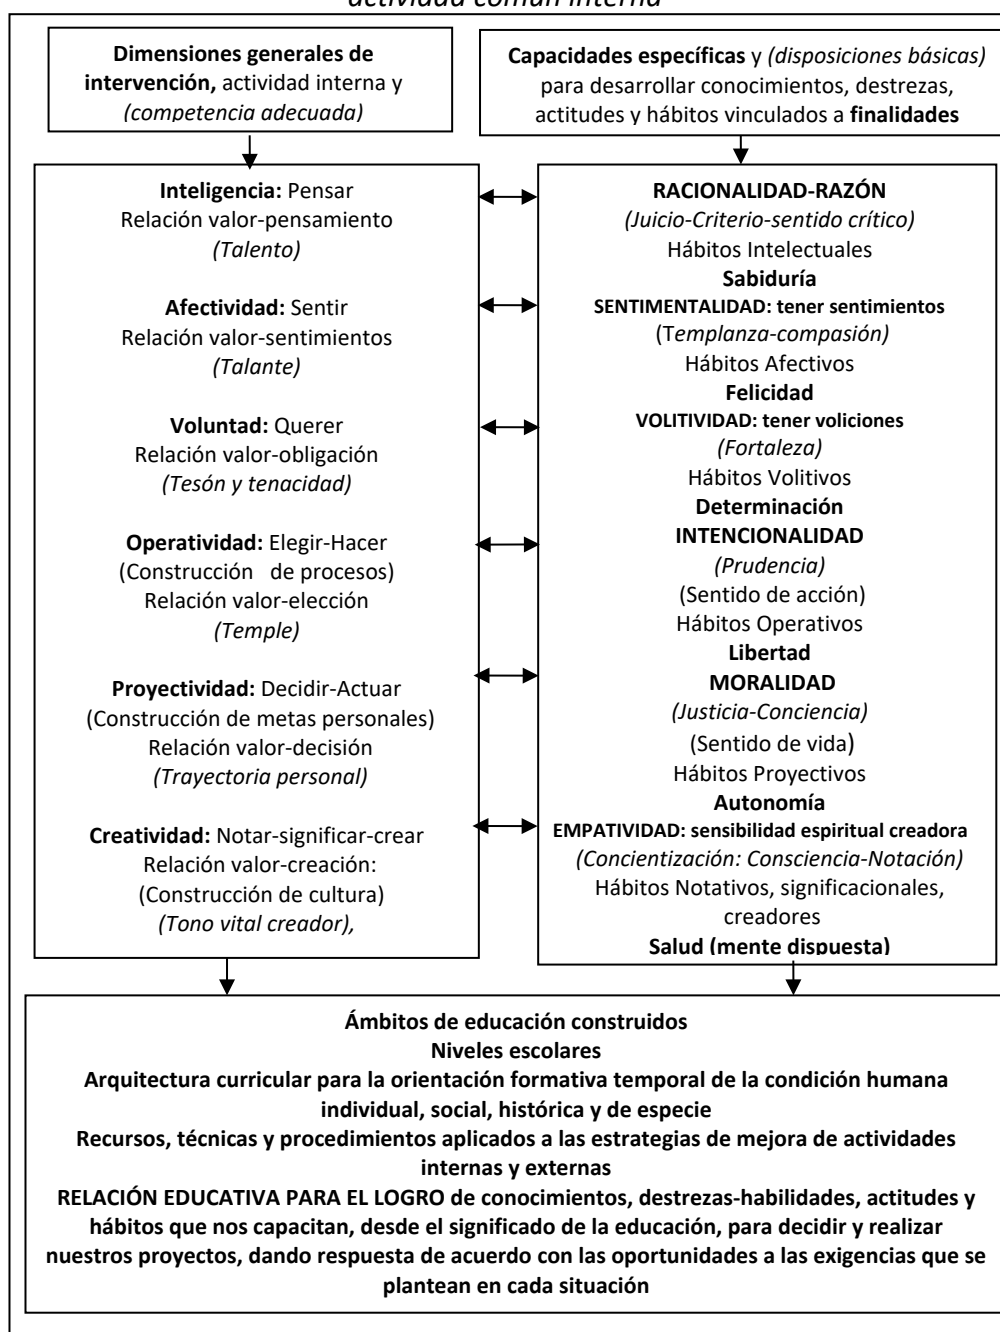 actividad común interna
Dimensiones generales de
intervención, actividad interna y
(competencia adecuada)
Capacidades específicas y (disposiciones básicas)
para desarrollar conocimientos, destrezas,
actitudes y hábitos vinculados a finalidades
Inteligencia: Pensar
Relación valor-pensamiento
(Talento)
Afectividad: Sentir
Relación valor-sentimientos
(Talante)
Voluntad: Querer
Relación valor-obligación
(Tesón y tenacidad)
Operatividad: Elegir-Hacer
(Construcción de procesos)
Relación valor-elección
(Temple)
Proyectividad: Decidir-Actuar
(Construcción de metas personales)
Relación valor-decisión
(Trayectoria personal)
Creatividad: Notar-significar-crear
Relación valor-creación:
(Construcción de cultura)
(Tono vital creador),
RACIONALIDAD-RAZÓN
(Juicio-Criterio-sentido crítico)
Hábitos Intelectuales
Sabiduría
SENTIMENTALIDAD: tener sentimientos
(Templanza-compasión)
Hábitos Afectivos
Felicidad
VOLITIVIDAD: tener voliciones
(Fortaleza)
Hábitos Volitivos
Determinación
INTENCIONALIDAD
(Prudencia)
(Sentido de acción)
Hábitos Operativos
Libertad
MORALIDAD
(Justicia-Conciencia)
(Sentido de vida)
Hábitos Proyectivos
Autonomía
EMPATIVIDAD: sensibilidad espiritual creadora
(Concientización: Consciencia-Notación)
Hábitos Notativos, significacionales,
creadores
Salud (mente dispuesta)
Ámbitos de educación construidos
Niveles escolares
Arquitectura curricular para la orientación formativa temporal de la condición humana
individual, social, histórica y de especie
Recursos, técnicas y procedimientos aplicados a las estrategias de mejora de actividades
internas y externas
RELACIÓN EDUCATIVA PARA EL LOGRO de conocimientos, destrezas-habilidades, actitudes y
hábitos que nos capacitan, desde el significado de la educación, para decidir y realizar
nuestros proyectos, dando respuesta de acuerdo con las oportunidades a las exigencias que se
plantean en cada situación